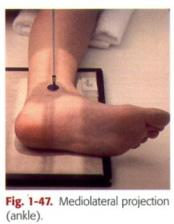 Fig. 1-47. Mediolateral projection
(ankle).